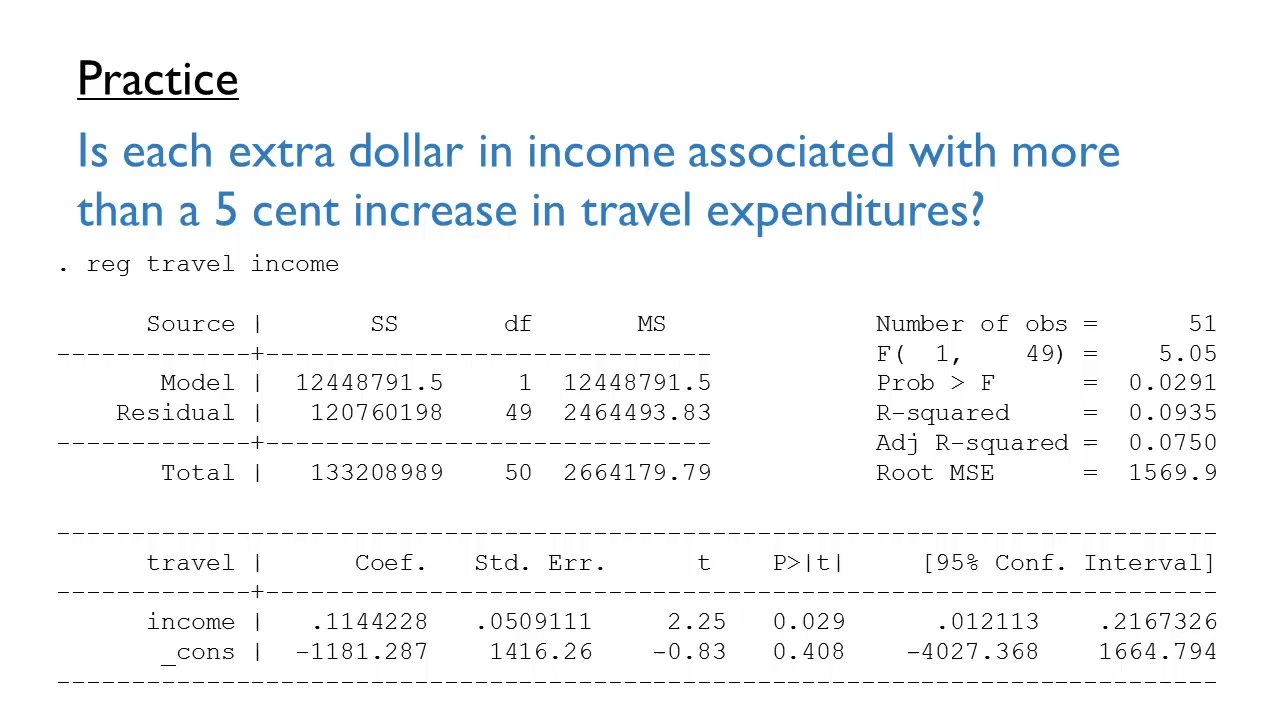 Practice
Is each extra dollar in income associated with more
than a 5 cent increase in travel expenditures?
. reg travel income
      Source |       SS       df       MS              Number of obs =      51
-------------+------------------------------           F(  1,    49) =    5.05
       Model |  12448791.5     1  12448791.5           Prob > F      =  0.0291
    Residual |   120760198    49  2464493.83           R-squared     =  0.0935
-------------+------------------------------           Adj R-squared =  0.0750
       Total |   133208989    50  2664179.79           Root MSE      =  1569.9
------------------------------------------------------------------------------
      travel |      Coef.   Std. Err.      t    P>|t|     [95% Conf. Interval]
-------------+----------------------------------------------------------------
      income |   .1144228   .0509111     2.25   0.029      .012113    .2167326
       _cons |  -1181.287    1416.26    -0.83   0.408    -4027.368    1664.794
------------------------------------------------------------------------------